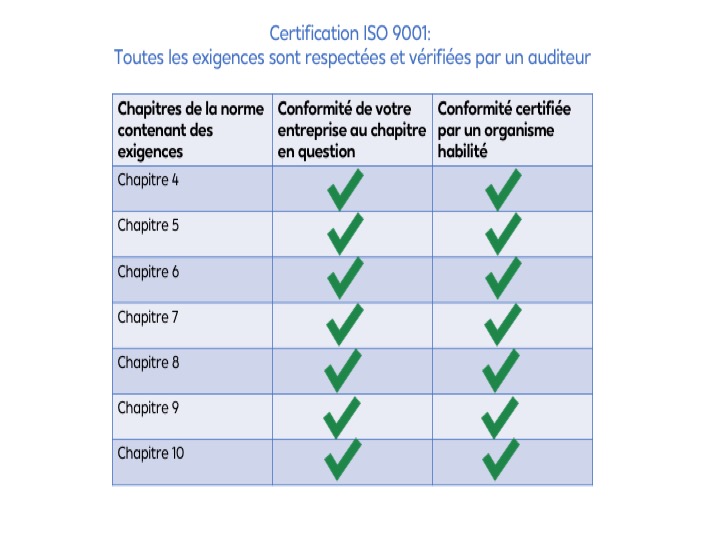 Certification ISO 9001:
Toutes les exigences sont respectées et vérifiées par un auditeur
Chapitres de la norme
contenant des
exigences
Conformité de votre
entreprise au chapitre
en question
Conformité certifiée
par un organisme
habilité
Chapitre 4
Chapitre 5
Chapitre 6
Chapitre 7
Chapitre 8
Chapitre 9
Chapitre 10